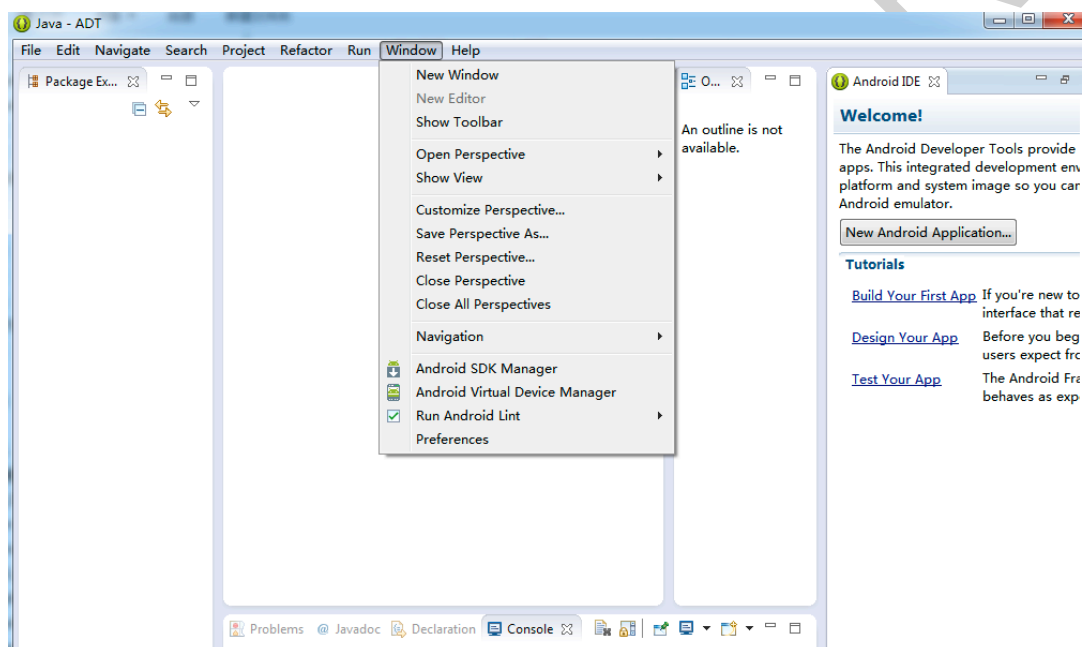 Java - ADT
File Edit Navigate Search Project Refactor Run Window Help
Package Ex...
New Window
New Editor
Show Toolbar
Open Perspective
Show View
Customize Perspective...
Save Perspective As...
Reset Perspective...
Close Perspective
Close All Perspectives
Navigation
Android SDK Manager
Android Virtual Device Manager
Run Android Lint
Preferences
O...
An outline is not
available.
Android IDE
Welcome!
The Android Developer Tools provide
apps. This integrated development env
platform and system image so you can
Android emulator.
New Android Application...
Tutorials
Build Your First App If you're new to
interface that re
Design Your App Before you beg
users expect fro
Test Your App The Android Fra
behaves as exp
Problems @ Javadoc Declaration Console